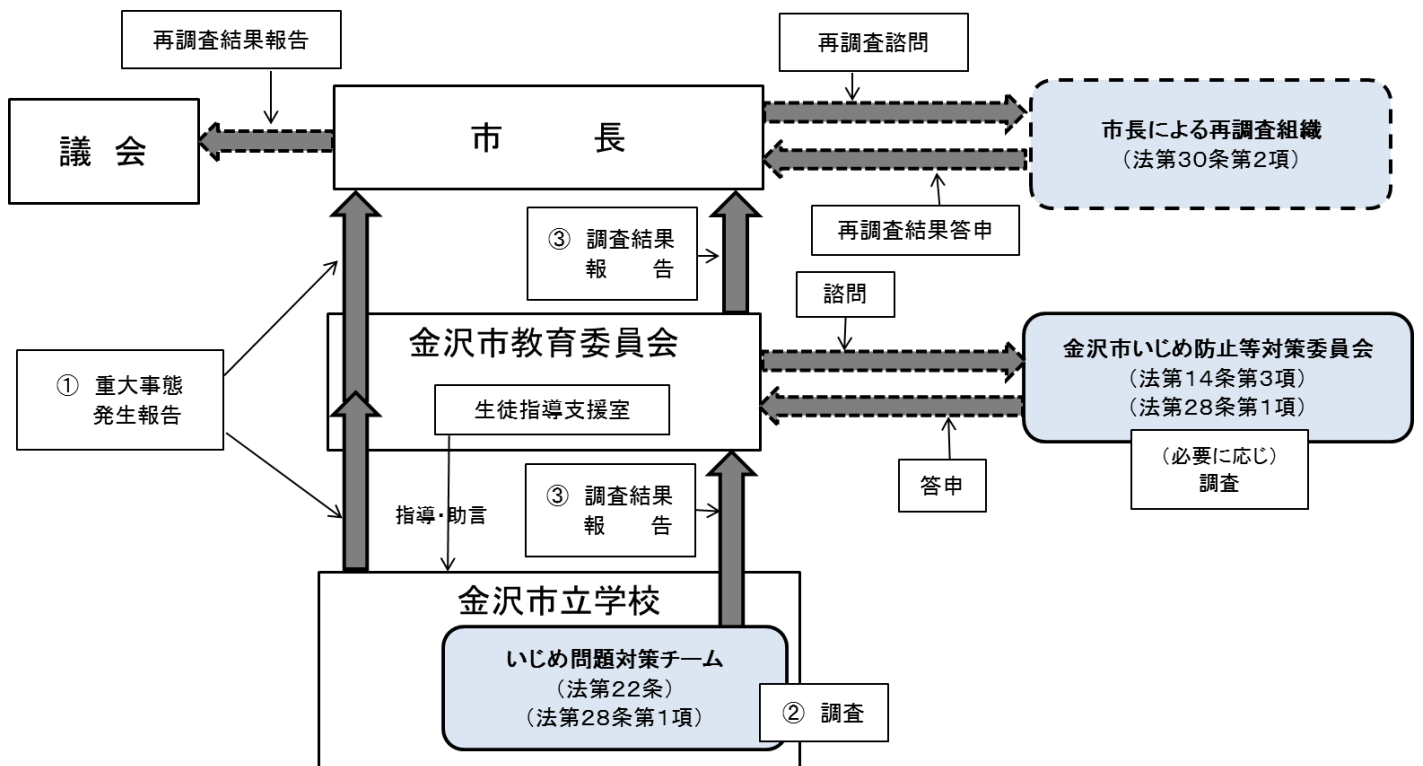 再調査結果報告
再調査諮問
議 会
市 長
市長による再調査組織
(法第30条第2項)
③ 調査結果
報 告
再調査結果答申
諮問
① 重大事態
発生報告
金沢市教育委員会
生徒指導支援室
金沢市いじめ防止等対策委員会
(法第14条第3項)
(法第28条第1項)
(必要に応じ)
調査
答申
指導・助言
③ 調査結果
報 告
金沢市立学校
いじめ問題対策チーム
(法第22条)
(法第28条第1項)
② 調査